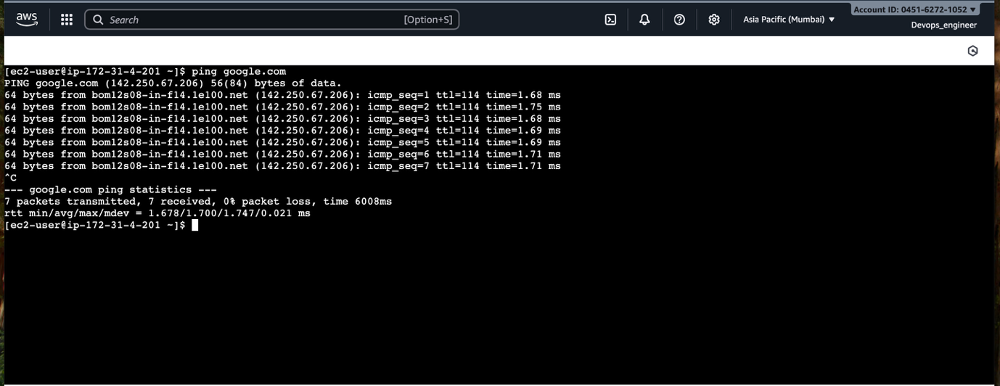 aws
Search [Option+S]
Asia Pacific (Mumbai) ▼
Account ID: 0451-6272-1052 ▼
Devops_engineer
[ec2-user@ip-172-31-4-201 ~]$ ping google.com
PING google.com (142.250.67.206) 56(84) bytes of data.
64 bytes from bom12s08-in-f14.1e100.net (142.250.67.206): icmp_seq=1 ttl=114 time=1.68 ms
64 bytes from bom12s08-in-f14.1e100.net (142.250.67.206): icmp_seq=2 ttl=114 time=1.75 ms
64 bytes from bom12s08-in-f14.1e100.net (142.250.67.206): icmp_seq=3 ttl=114 time=1.68 ms
64 bytes from bom12s08-in-f14.1e100.net (142.250.67.206): icmp_seq=4 ttl=114 time=1.69 ms
64 bytes from bom12s08-in-f14.1e100.net (142.250.67.206): icmp_seq=5 ttl=114 time=1.69 ms
64 bytes from bom12s08-in-f14.1e100.net (142.250.67.206): icmp_seq=6 ttl=114 time=1.71 ms
64 bytes from bom12s08-in-f14.1e100.net (142.250.67.206): icmp_seq=7 ttl=114 time=1.71 ms
^C
--- google.com ping statistics ---
7 packets transmitted, 7 received, 0% packet loss, time 6008ms
rtt min/avg/max/mdev = 1.678/1.700/1.747/0.021 ms
[ec2-user@ip-172-31-4-201 ~]$